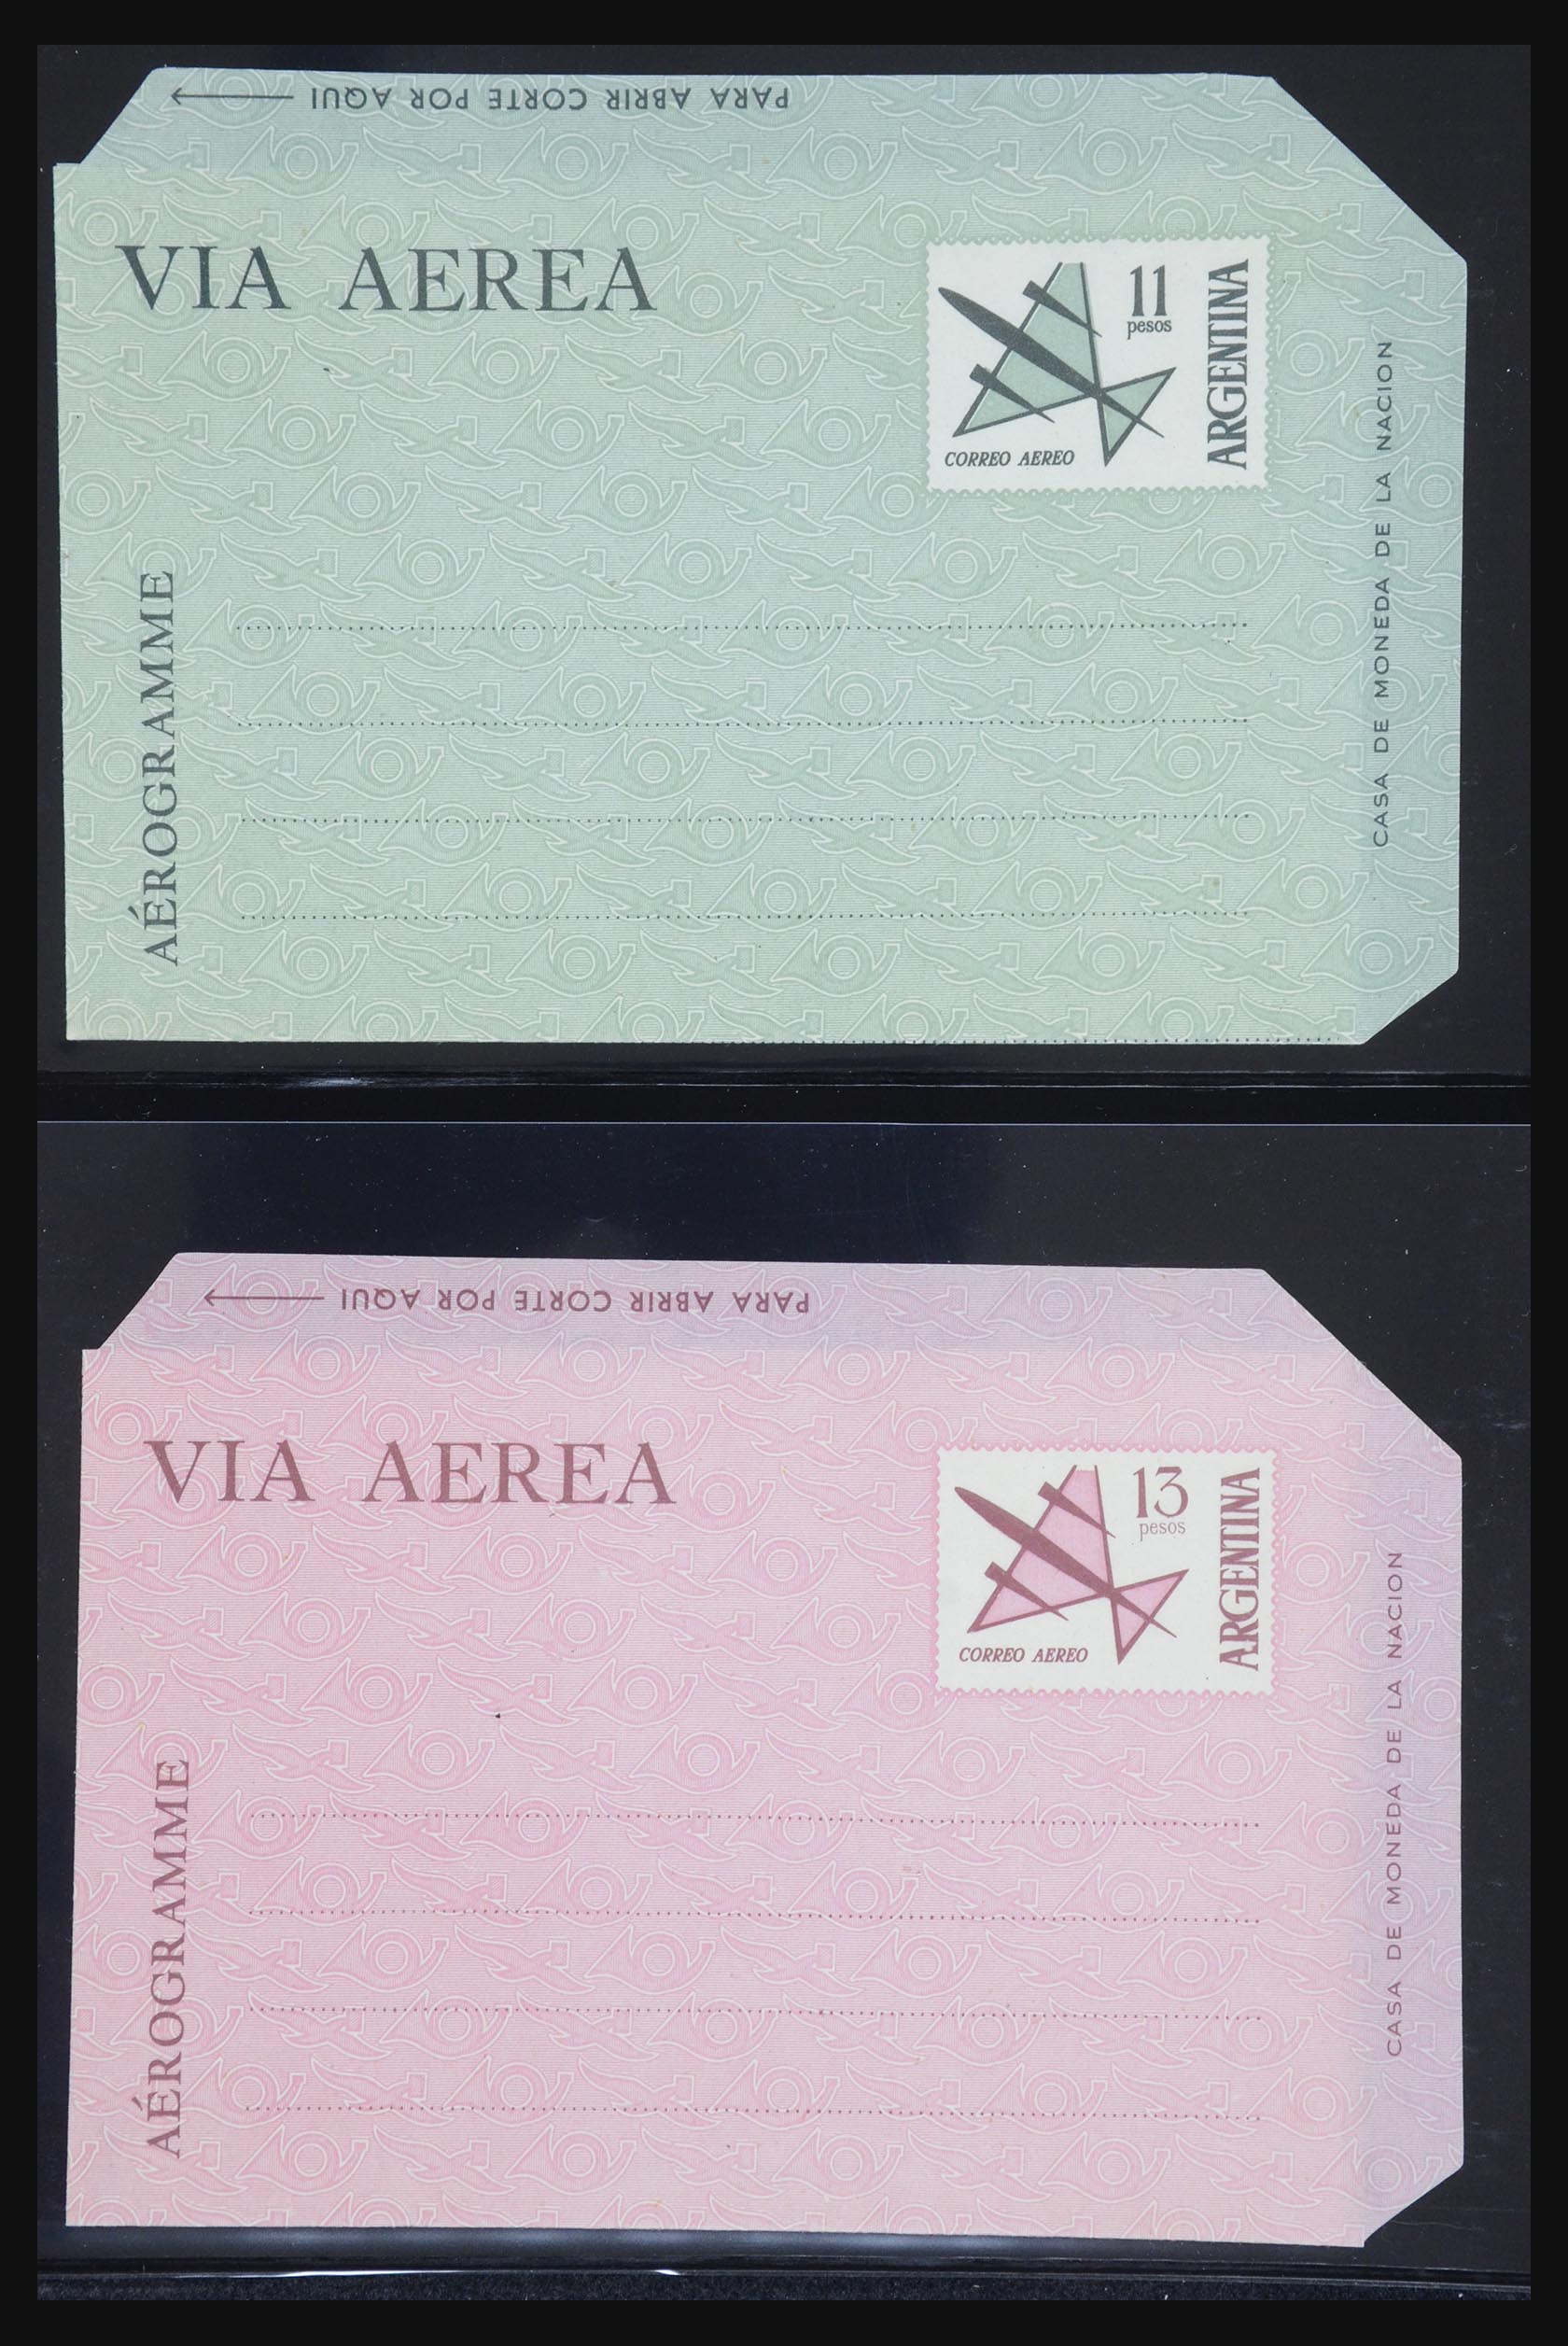 PARA ABRIR CORTE POR AQUI
VIA AEREA
11
pesos
ARGENTINA
CORREO AEREO
AÉROGRAMME
CASA DE MONEDA DE LA NACION
PARA ABRIR CORTE POR AQUI
VIA AEREA
13
pesos
ARGENTINA
CORREO AEREO
AÉROGRAMME
CASA DE MONEDA DE LA NACION